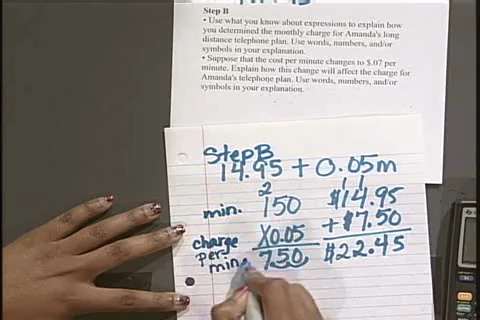 Step B
• Use what you know about expressions to explain how
you determined the monthly charge for Amanda's long
distance telephone plan. Use words, numbers, and/or
symbols in your explanation.
• Suppose that the cost per minute changes to $.07 per
minute. Explain how this change will affect the charge for
Amanda's telephone plan. Use words, numbers, and/or
symbols in your explanation.
Step B
14.95 + 0.05m
2
min. 150
charge X0.05
per min. 7.50
1 1
$14.95
+ $7.50
$22.45